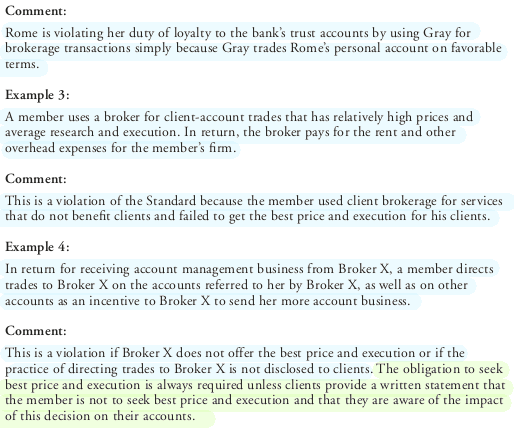 Comment:
Rome is violating her duty of loyalty to the bank's trust accounts by using Gray for
brokerage transactions simply because Gray trades Rome's personal account on favorable
terms.
Example 3:
A member uses a broker for client-account trades that has relatively high prices and
average research and execution. In return, the broker pays for the rent and other
overhead expenses for the member's firm.
Comment:
This is a violation of the Standard because the member used client brokerage for services
that do not benefit clients and failed to get the best price and execution for his clients.
Example 4:
In return for receiving account management business from Broker X, a member directs
trades to Broker X on the accounts referred to her by Broker X, as well as on other
accounts as an incentive to Broker X to send her more account business.
Comment:
This is a violation if Broker X does not offer the best price and execution or if the
practice of directing trades to Broker X is not disclosed to clients. The obligation to seek
best price and execution is always required unless clients provide a written statement that
the member is not to seek best price and execution and that they are aware of the impact
of this decision on their accounts.